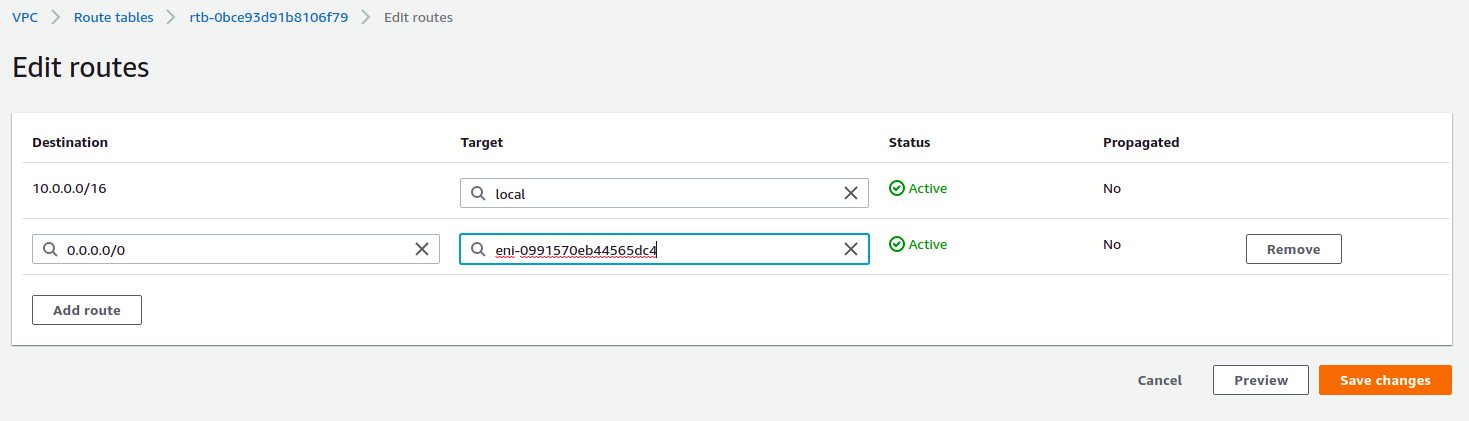 VPC Route tables rtb-0bce93d91b8106f79 Edit routes
Edit routes
Destination Target Status Propagated
10.0.0.0/16 local Active No
0.0.0.0/0 eni-0991570eb44565dc4 Active No Remove
Add route
Cancel Preview Save changes